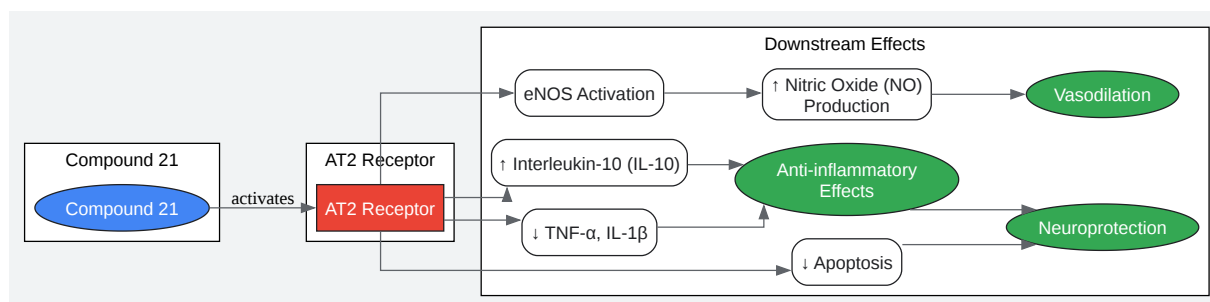 Downstream Effects
eNOS Activation
↑ Nitric Oxide (NO)
Production
Vasodilation
Compound 21
AT2 Receptor
↑ Interleukin-10 (IL-10)
Anti-inflammatory
Effects
Compound 21
activates
AT2 Receptor
↓ TNF-α, IL-1β
Neuroprotection
↓ Apoptosis